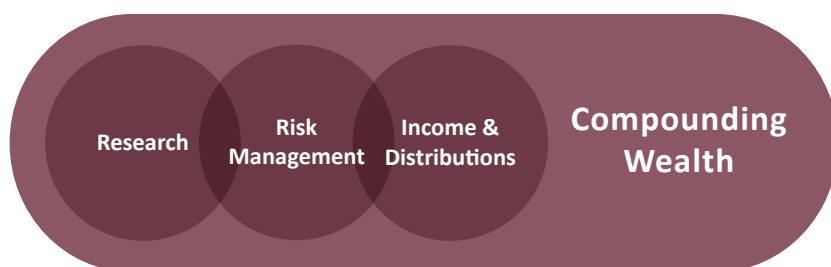 Research
Risk
Management
Income &
Distributions
Compounding
Wealth